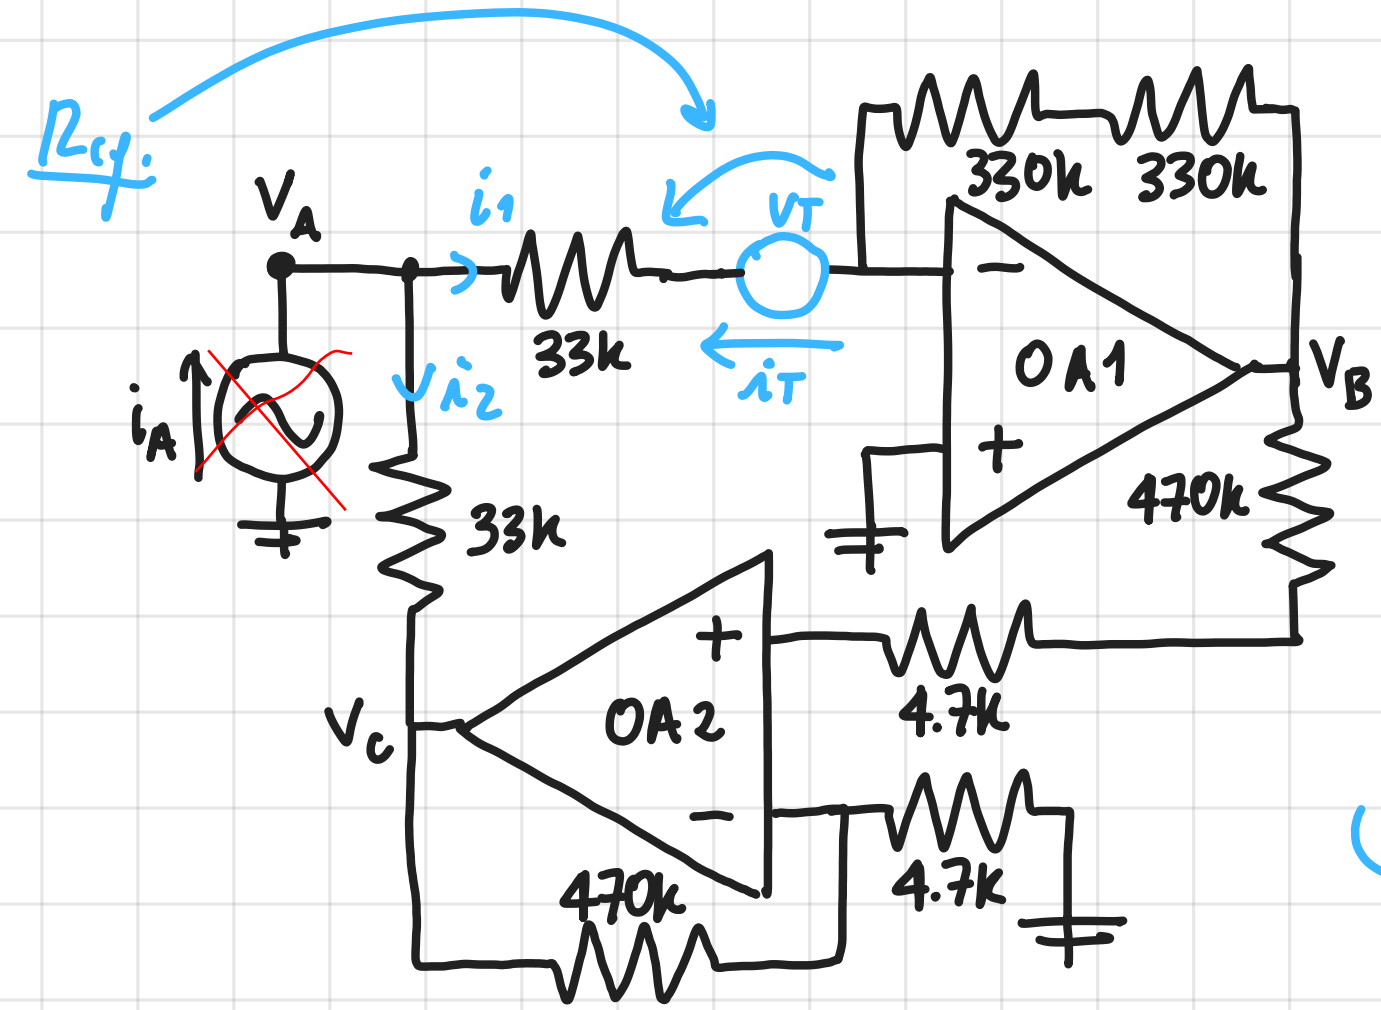 Req.
VA
i1
VT
330k 330k
33k
iT
OA1
-
+
VB
iA
i2
33k
470k
+
OA2
-
4.7k
VC
4.7k
470k